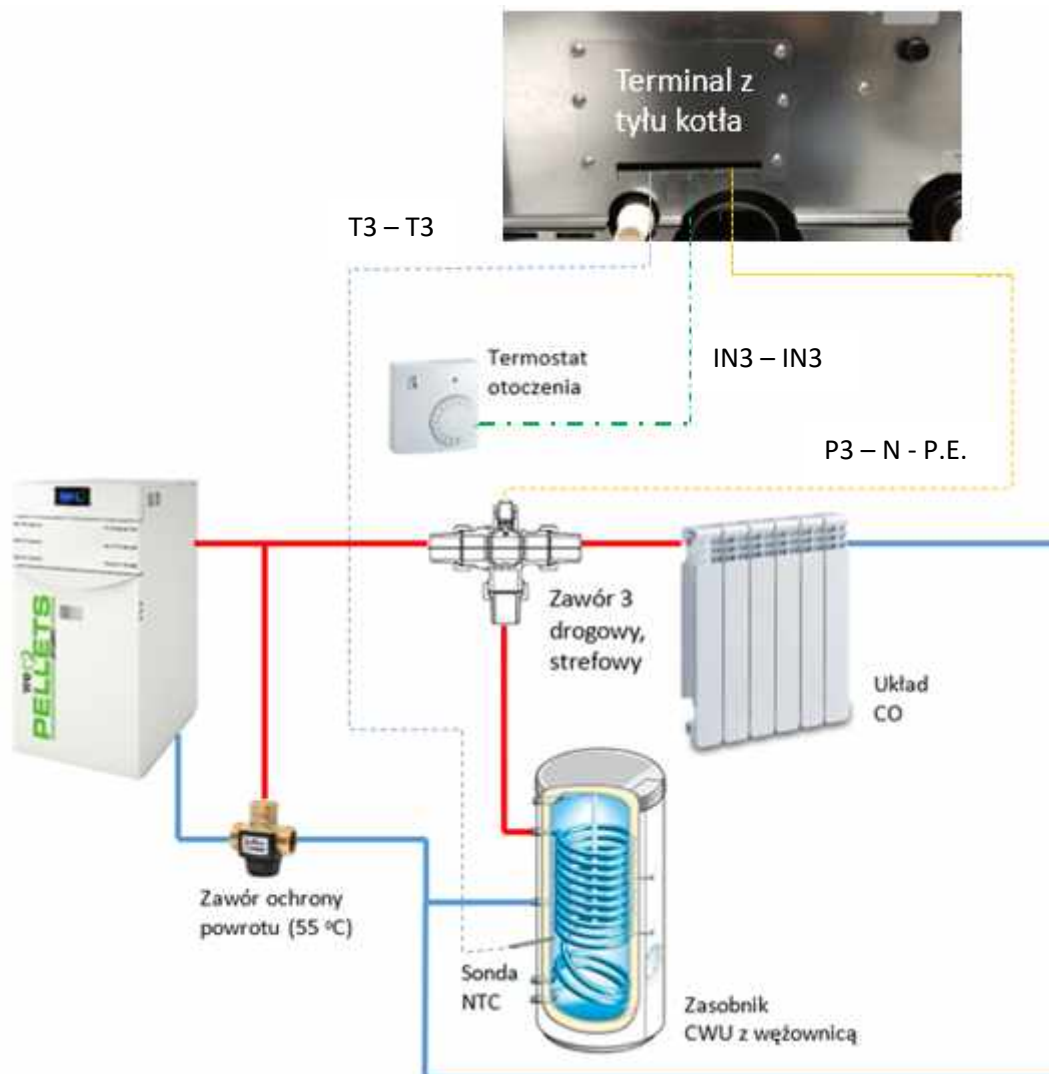 Terminal z
tyłu kotła
T3 – T3
Termostat
otoczenia
IN3 – IN3
P3 – N - P.E.
Zawór 3
drogowy,
strefowy
PELLETS
Układ
CO
Zawór ochrony
powrotu (55 °C)
Sonda
NTC
Zasobnik
CWU z wężownicą